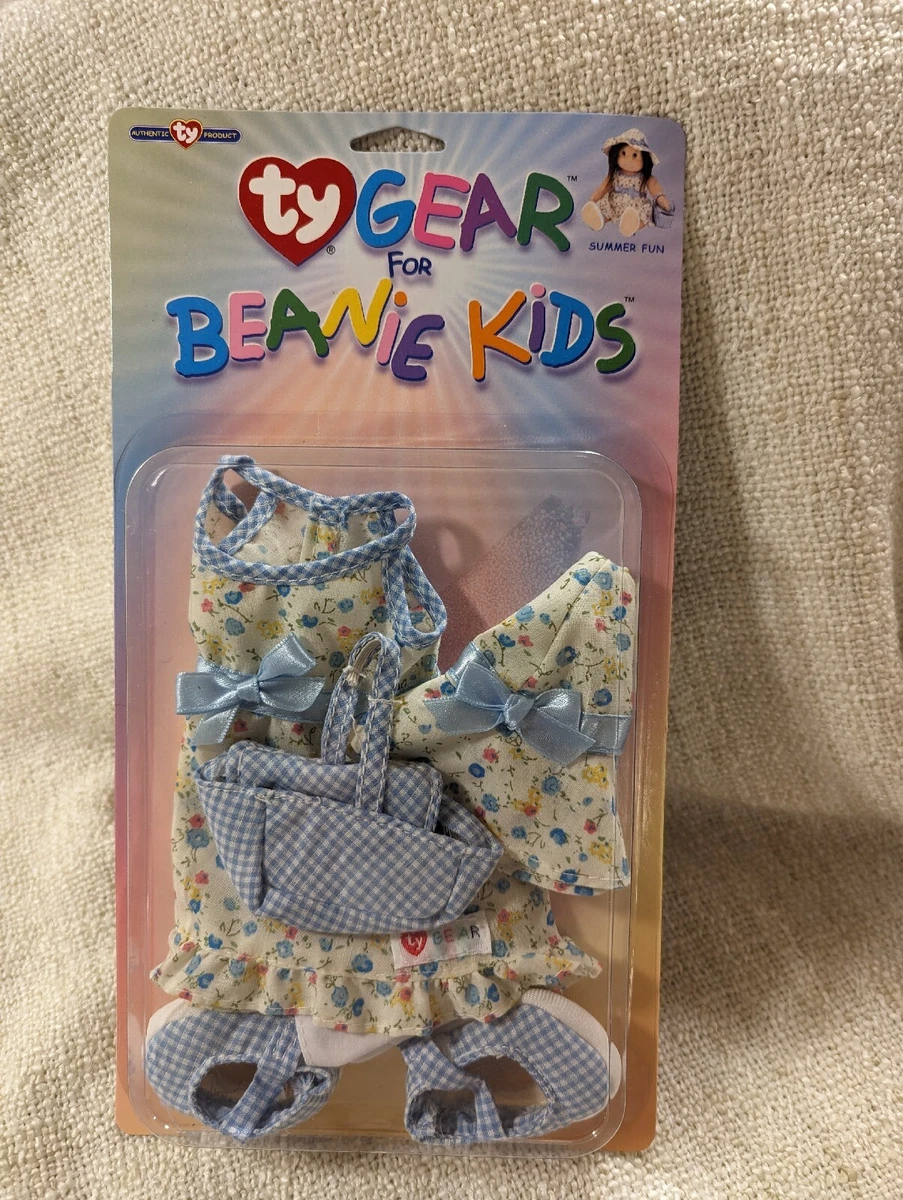 AUTHENTIC ty PRODUCT
ty® GEAR™
FOR
BEANiE KiDS™
SUMMER FUN
ty GEAR